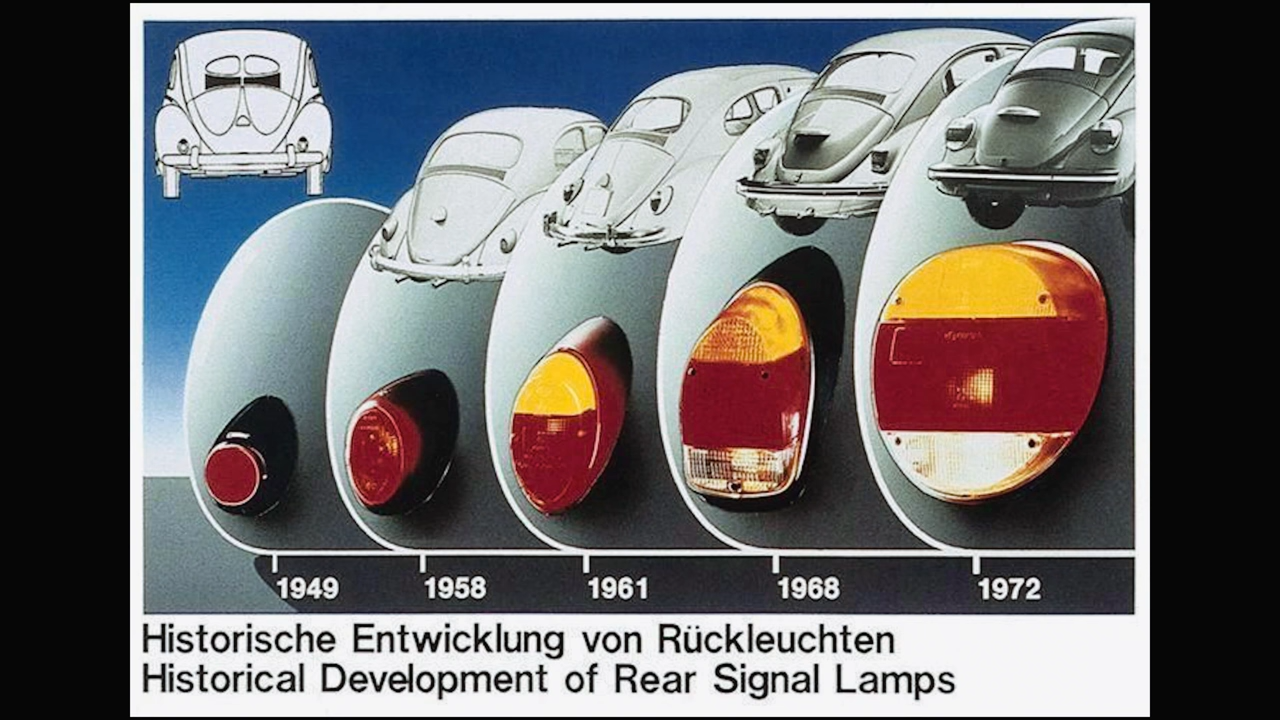 1949 1958 1961 1968 1972
Historische Entwicklung von Rückleuchten
Historical Development of Rear Signal Lamps